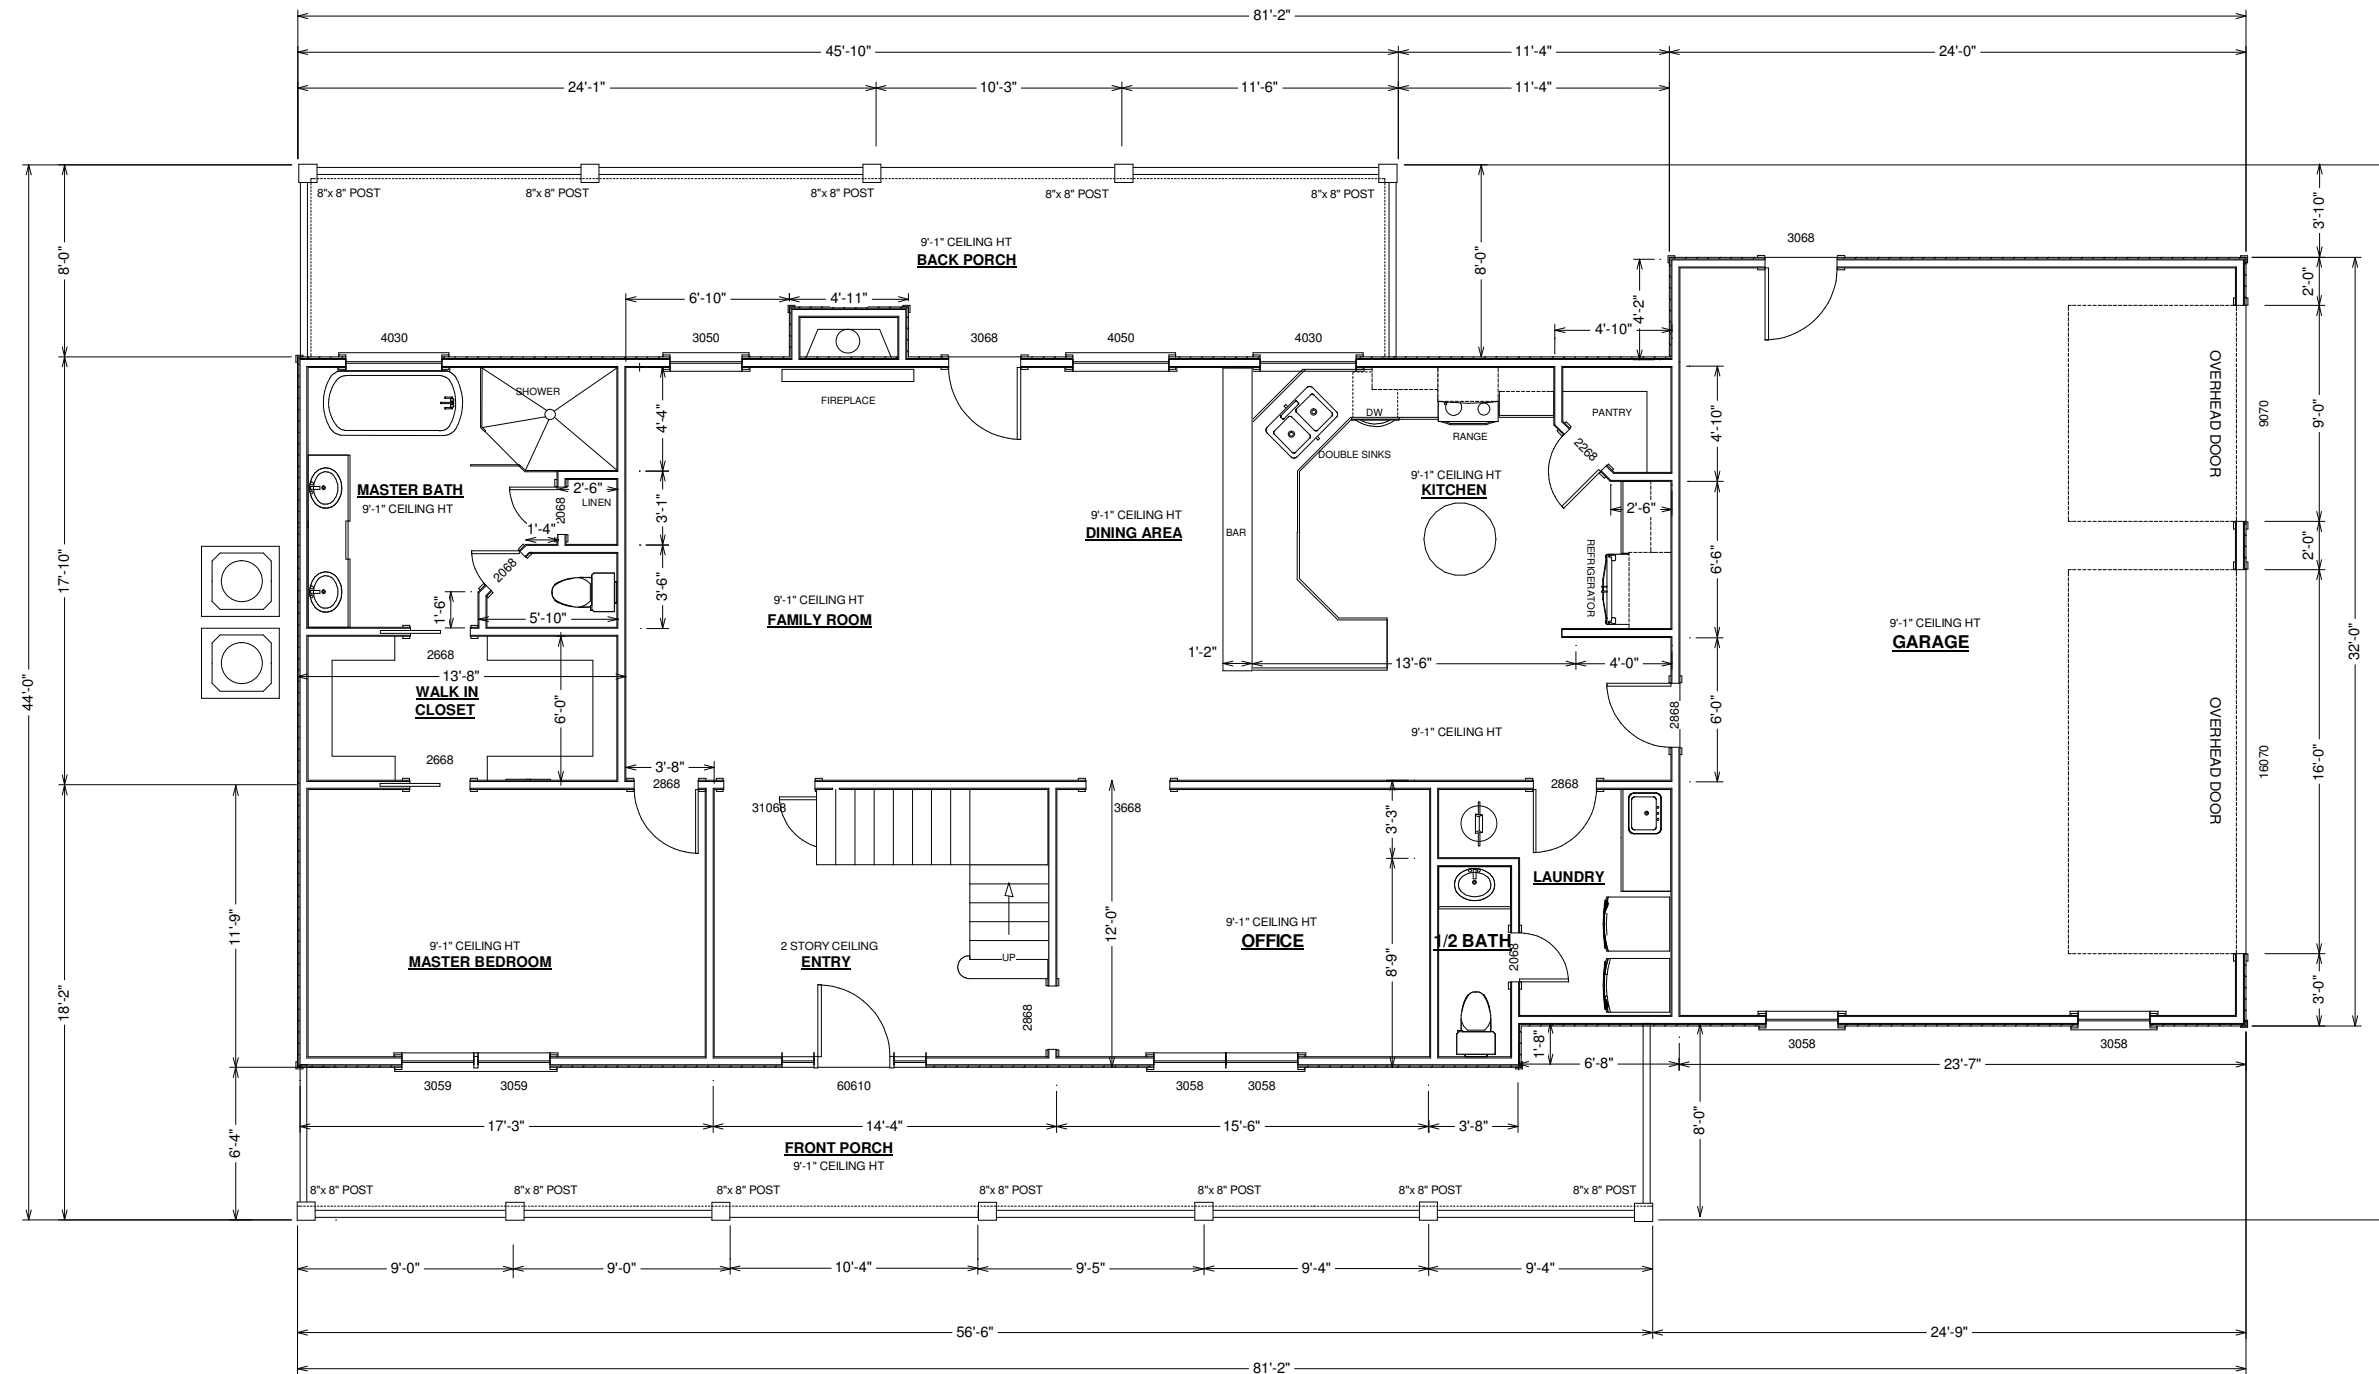 81'-2"
45'-10"
11'-4"
24'-0"
24'-1"
10'-3"
11'-6"
11'-4"
8"x 8" POST
8"x 8" POST
8"x 8" POST
8"x 8" POST
8"x 8" POST
9'-1" CEILING HT
BACK PORCH
3068
8'-0"
8'-0"
3'-10"
6'-10"
4'-11"
4'-2"
2'-0"
4030
3050
3068
4050
4030
4'-10"
SHOWER
FIREPLACE
DW
RANGE
PANTRY
2268
4'-4"
4'-10"
OVERHEAD DOOR
9070
9'-0"
DOUBLE SINKS
9'-1" CEILING HT
KITCHEN
MASTER BATH
9'-1" CEILING HT
2'-6"
LINEN
2068
1'-4"
3'-1"
9'-1" CEILING HT
DINING AREA
BAR
2'-6"
2068
REFRIGERATOR
6'-6"
2'-0"
17'-10"
1'-6"
5'-10"
3'-6"
9'-1" CEILING HT
FAMILY ROOM
9'-1" CEILING HT
GARAGE
32'-0"
44'-0"
2668
13'-8"
WALK IN
CLOSET
6'-0"
2668
1'-2"
13'-6"
4'-0"
2868
6'-0"
9'-1" CEILING HT
OVERHEAD DOOR
16070
16'-0"
3'-8"
2868
31068
3668
2868
3'-3"
LAUNDRY
11'-9"
9'-1" CEILING HT
MASTER BEDROOM
2 STORY CEILING
ENTRY
UP
12'-0"
9'-1" CEILING HT
OFFICE
8'-9"
1/2 BATH
2068
18'-2"
2868
3'-0"
3059
3059
60610
3058
3058
1'-8"
6'-8"
3058
3058
23'-7"
6'-4"
17'-3"
14'-4"
15'-6"
3'-8"
8'-0"
FRONT PORCH
9'-1" CEILING HT
8"x 8" POST
8"x 8" POST
8"x 8" POST
8"x 8" POST
8"x 8" POST
8"x 8" POST
8"x 8" POST
9'-0"
9'-0"
10'-4"
9'-5"
9'-4"
9'-4"
56'-6"
24'-9"
81'-2"